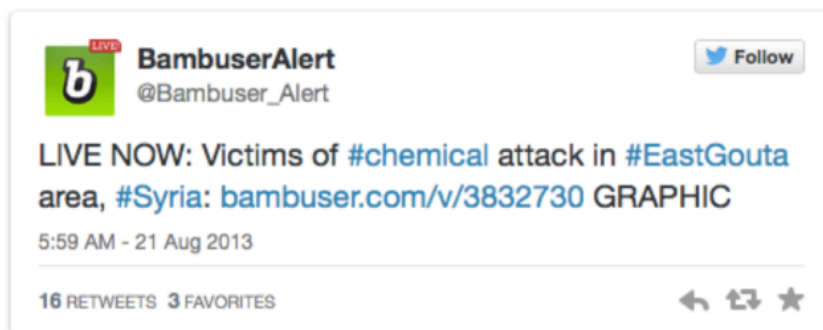 LIVE
b
BambuserAlert
@Bambuser_Alert
Follow
LIVE NOW: Victims of #chemical attack in #EastGouta
area, #Syria: bambuser.com/v/3832730 GRAPHIC
5:59 AM - 21 Aug 2013
16 RETWEETS 3 FAVORITES